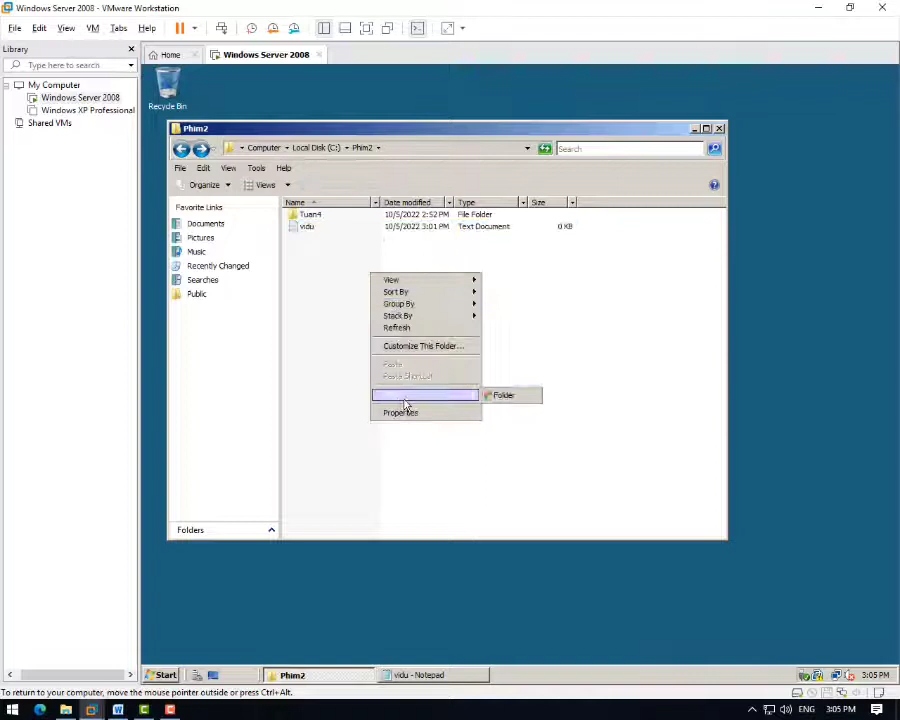 Windows Server 2008 - VMware Workstation
File Edit View VM Tabs Help
Library
Home
Windows Server 2008
Type here to search
My Computer
Windows Server 2008
Windows XP Professional
Shared VMs
Recycle Bin
Phim2
Computer Local Disk (C:) Phim2
Search
File Edit View Tools Help
Organize Views
Favorite Links
Documents
Pictures
Music
Recently Changed
Searches
Public
Folders
Name Date modified Type Size
Tuan4 10/5/2022 2:52 PM File Folder
vidu 10/5/2022 3:01 PM Text Document 0 KB
View
Sort By
Group By
Stack By
Refresh
Customize This Folder...
Paste
Paste Shortcut
Folder
Properties
Start
Phim2
vidu - Notepad
3:05 PM
To return to your computer, move the mouse pointer outside or press Ctrl+Alt.
ENG 3:05 PM